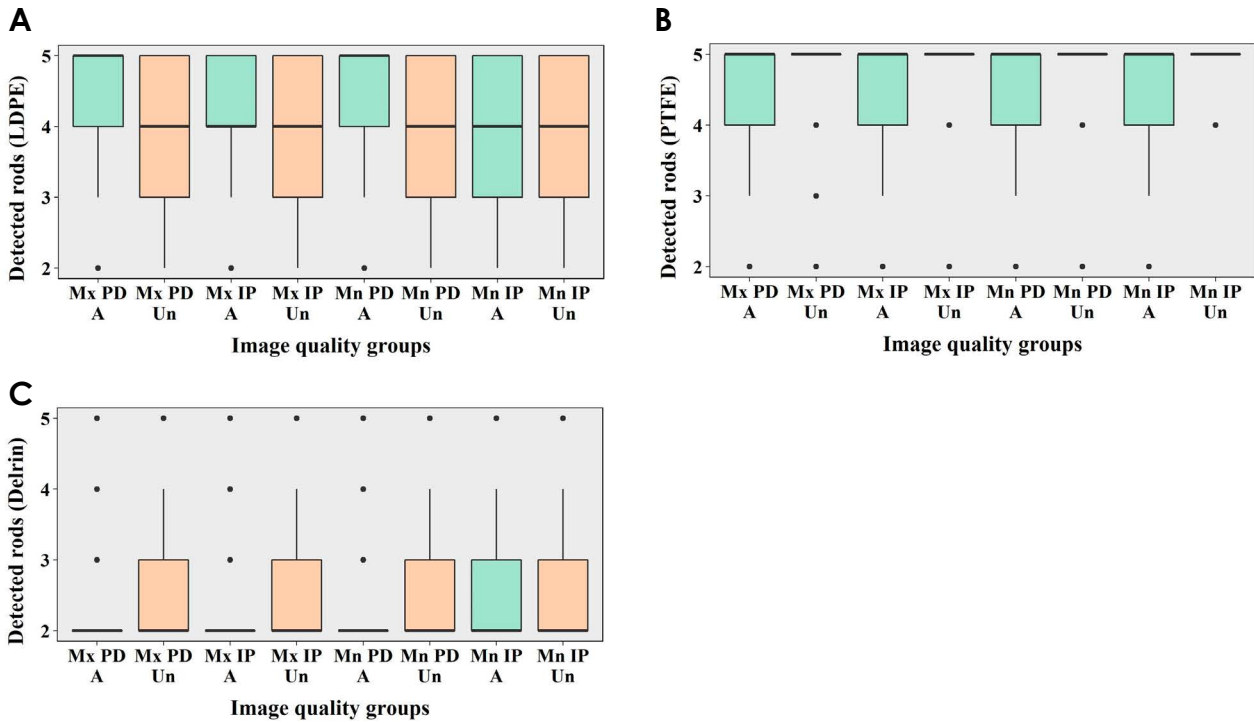 A
Detected rods (LDPE)
5
4
3
2
Mx PD Mx PD Mx IP Mx IP Mn PD Mn PD Mn IP Mn IP
A Un A Un A Un A Un
Image quality groups
B
Detected rods (PTFE)
5
4
3
2
Mx PD Mx PD Mx IP Mx IP Mn PD Mn PD Mn IP Mn IP
A Un A Un A Un A Un
Image quality groups
C
Detected rods (Delrin)
5
4
3
2
Mx PD Mx PD Mx IP Mx IP Mn PD Mn PD Mn IP Mn IP
A Un A Un A Un A Un
Image quality groups